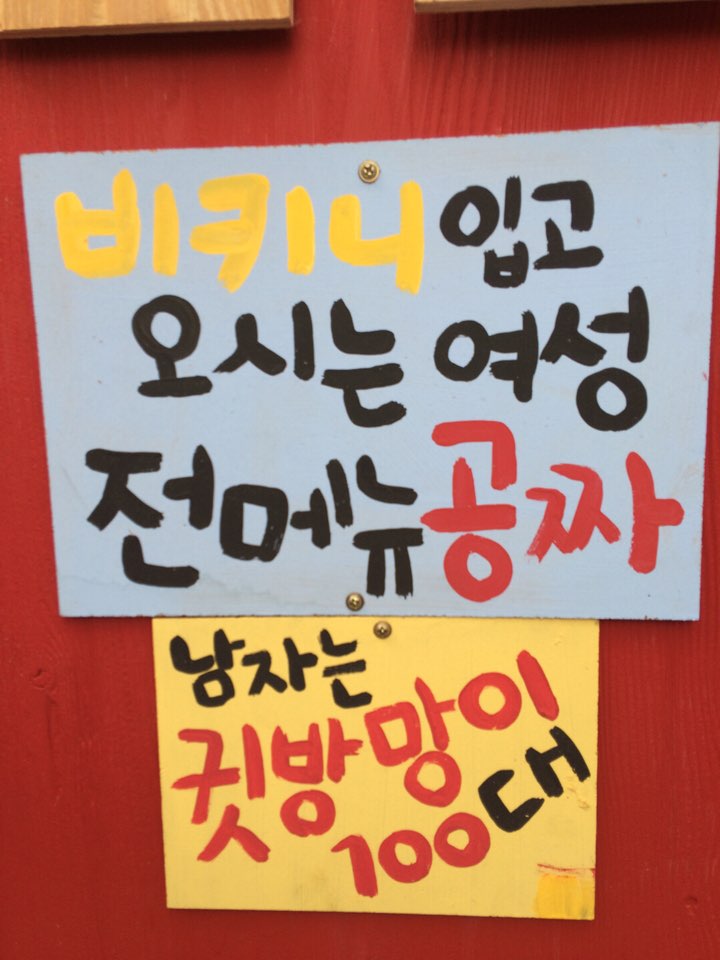 비키니 입고
오시는 여성
전메뉴 공짜
남자는
귓방망이
100대